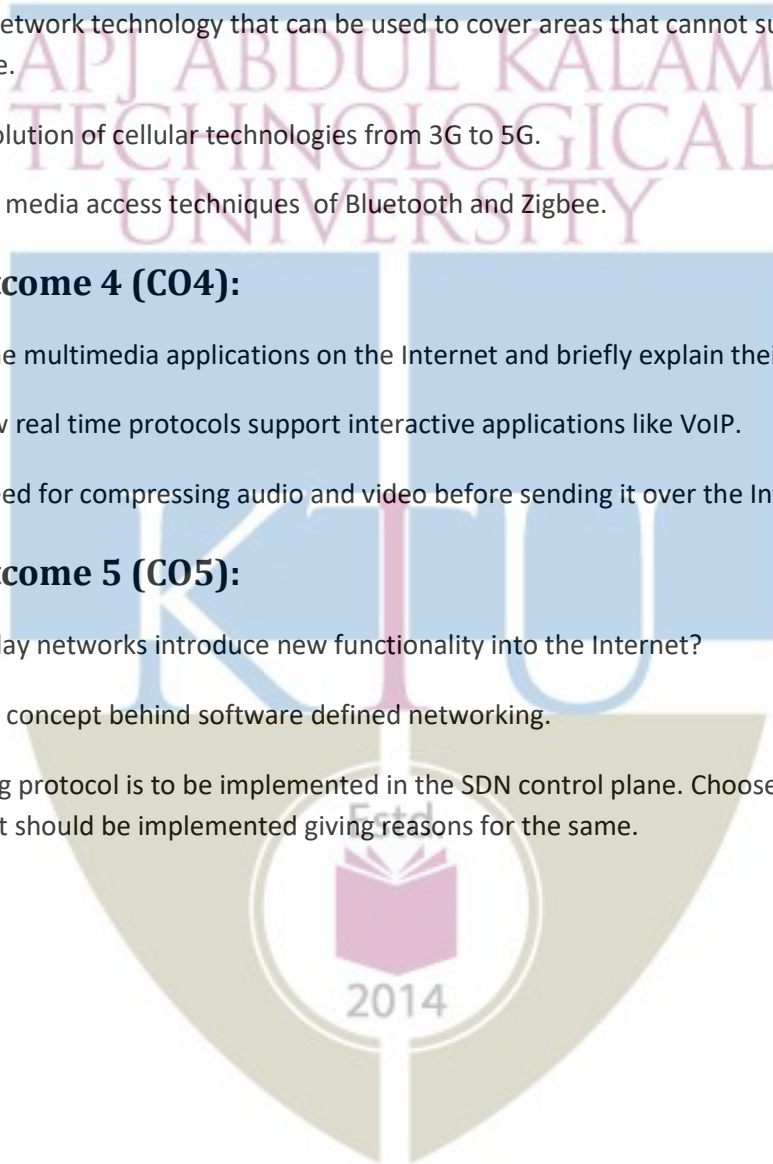 etwork technology that can be used to cover areas that cannot su
e.
APJ ABDUL KALAM
olution of cellular technologies from 3G to 5G.
TECHNOLOGICAL
media access techniques of Bluetooth and Zigbee.
UNIVERSITY
tcome 4 (CO4):
ne multimedia applications on the Internet and briefly explain thei
w real time protocols support interactive applications like VoIP.
eed for compressing audio and video before sending it over the In
KTU
tcome 5 (CO5):
lay networks introduce new functionality into the Internet?
concept behind software defined networking.
g protocol is to be implemented in the SDN control plane. Choose
t should be implemented giving reasons for the same.
Estd.
2014